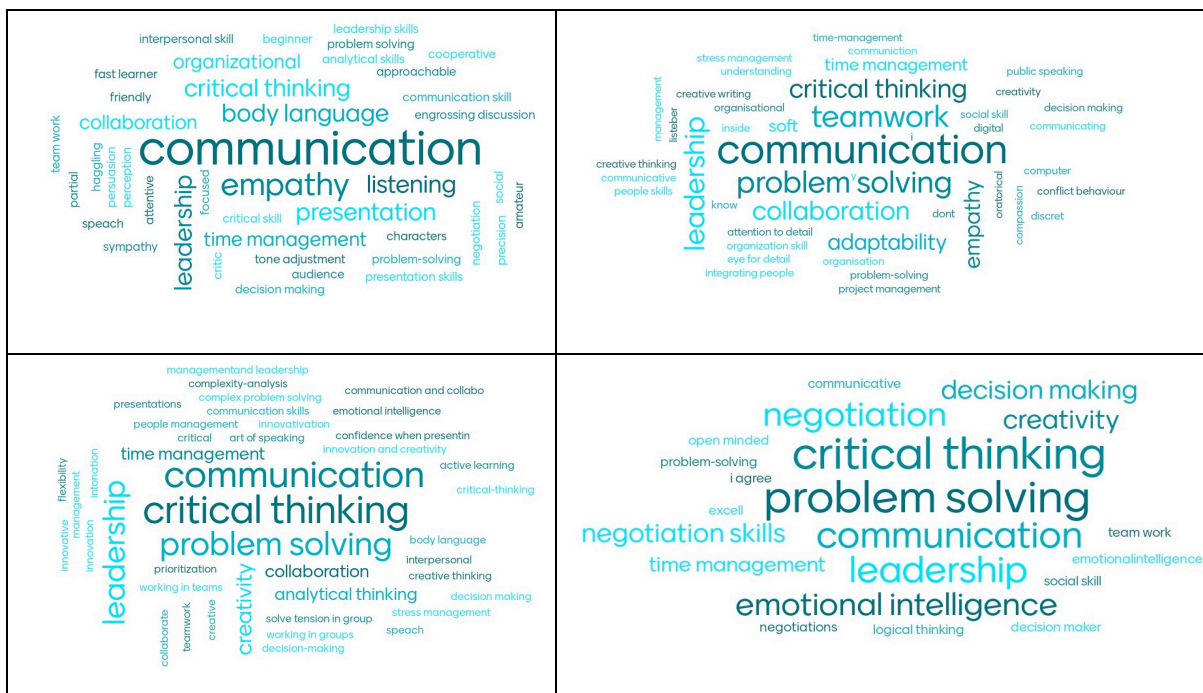 leadership skills
interpersonal skill
beginner
problem solving
organizational
analytical skills
cooperative
fast learner
approachable
critical thinking
friendly
communication skill
body language
engrossing discussion
collaboration
team work
communication
partial
haggling
persuasion
perception
attentive
leadership
focused
empathy
listening
social
amateur
speach
critical skill
presentation
negotiation
precision
sympathy
time management
characters
critic
tone adjustment
problem-solving
audience
presentation skills
decision making
time-management
communiction
stress management
time management
understanding
public speaking
management
creative writing
critical thinking
creativity
listeber
organisational
teamwork
social skill
decision making
inside
soft
digital
communicating
leadership
communication
i
creative thinking
communicative
problem solving
y
computer
people skills
empathy
oratorical
compassion
conflict behaviour
know
collaboration
dont
discret
attention to detail
organization skill
adaptability
eye for detail
organisation
integrating people
problem-solving
project management
managementand leadership
complexity-analysis
communication and collabo
complex problem solving
presentations
communication skills
emotional intelligence
people management
innovativation
critical
art of speaking
confidence when presentin
time management
innovation and creativity
flexibility
management
intonation
communication
active learning
innovative
innovation
leadership
critical thinking
critical-thinking
problem solving
body language
interpersonal
prioritization
collaboration
creative thinking
working in teams
creativity
analytical thinking
decision making
collaborate
teamwork
creative
solve tension in group
stress management
working in groups
speach
decision-making
communicative
decision making
negotiation
creativity
open minded
critical thinking
problem-solving
i agree
problem solving
excell
negotiation skills
communication
team work
time management
leadership
emotionalintelligence
social skill
emotional intelligence
negotiations
logical thinking
decision maker